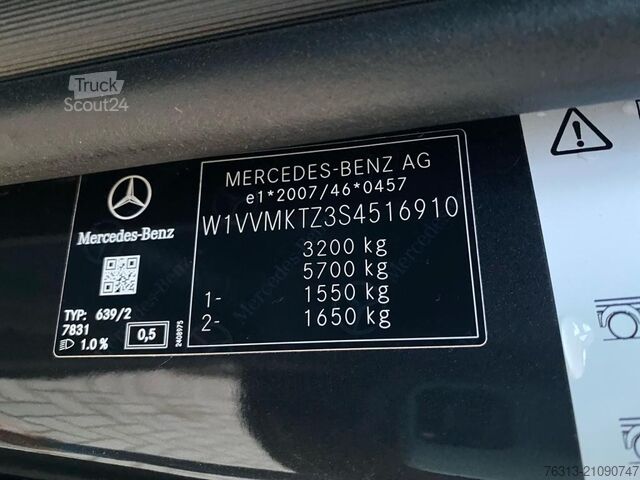 Truck
Scout24
MERCEDES-BENZ AG
e1*2007/46*0457
W1VVMKTZ3S4516910
3200 kg
5700 kg
1- 1550 kg
2- 1650 kg
Mercedes-Benz
TYP: 639/2
7831
1.0% 0,5
2408975
76313-21090747